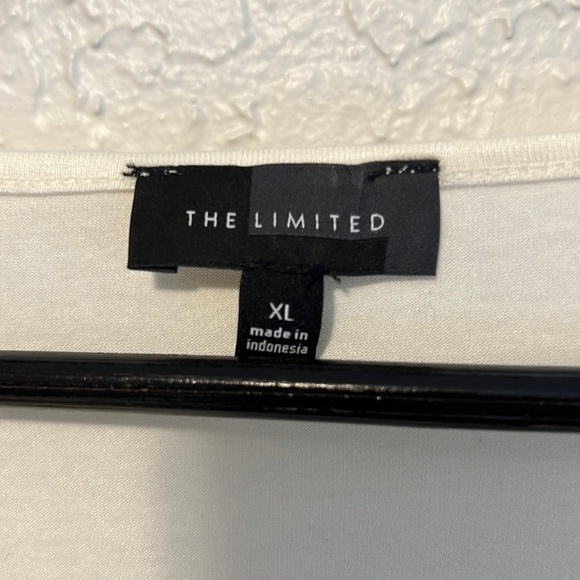 THE LIMITED
XL
made in
indonesia